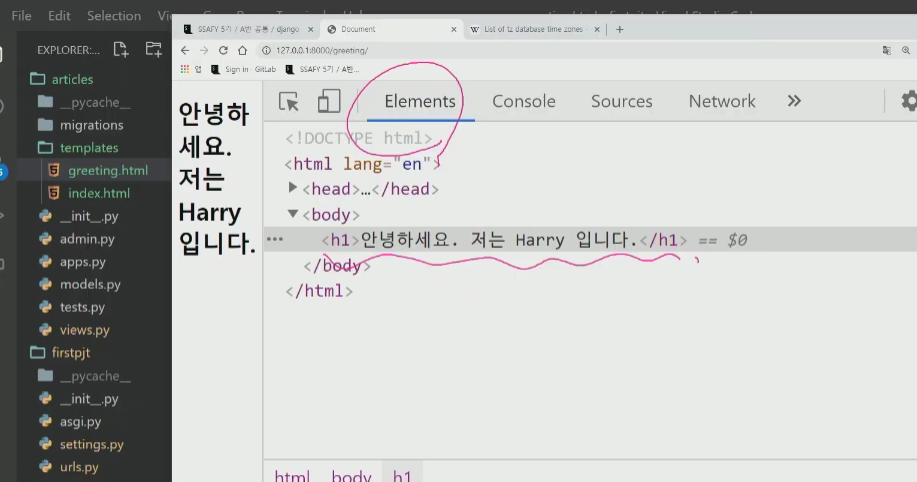 File Edit Selection
SSAFY 5기 / A반 공통 / django
Document
List of tz database time zones
127.0.0.1:8000/greeting/
앱
Sign in · GitLab
SSAFY 5기 / A반...
EXPLORER:...
articles
__pycache__
migrations
templates
greeting.html
index.html
__init__.py
admin.py
apps.py
models.py
tests.py
views.py
firstpjt
__pycache__
__init__.py
asgi.py
settings.py
urls.py
안녕하
세요.
저는
Harry
입니다.
Elements Console Sources Network »
<!DOCTYPE html>
<html lang="en">
<head>…</head>
<body>
<h1>안녕하세요. 저는 Harry 입니다.</h1> == $0
</body>
</html>
html body h1